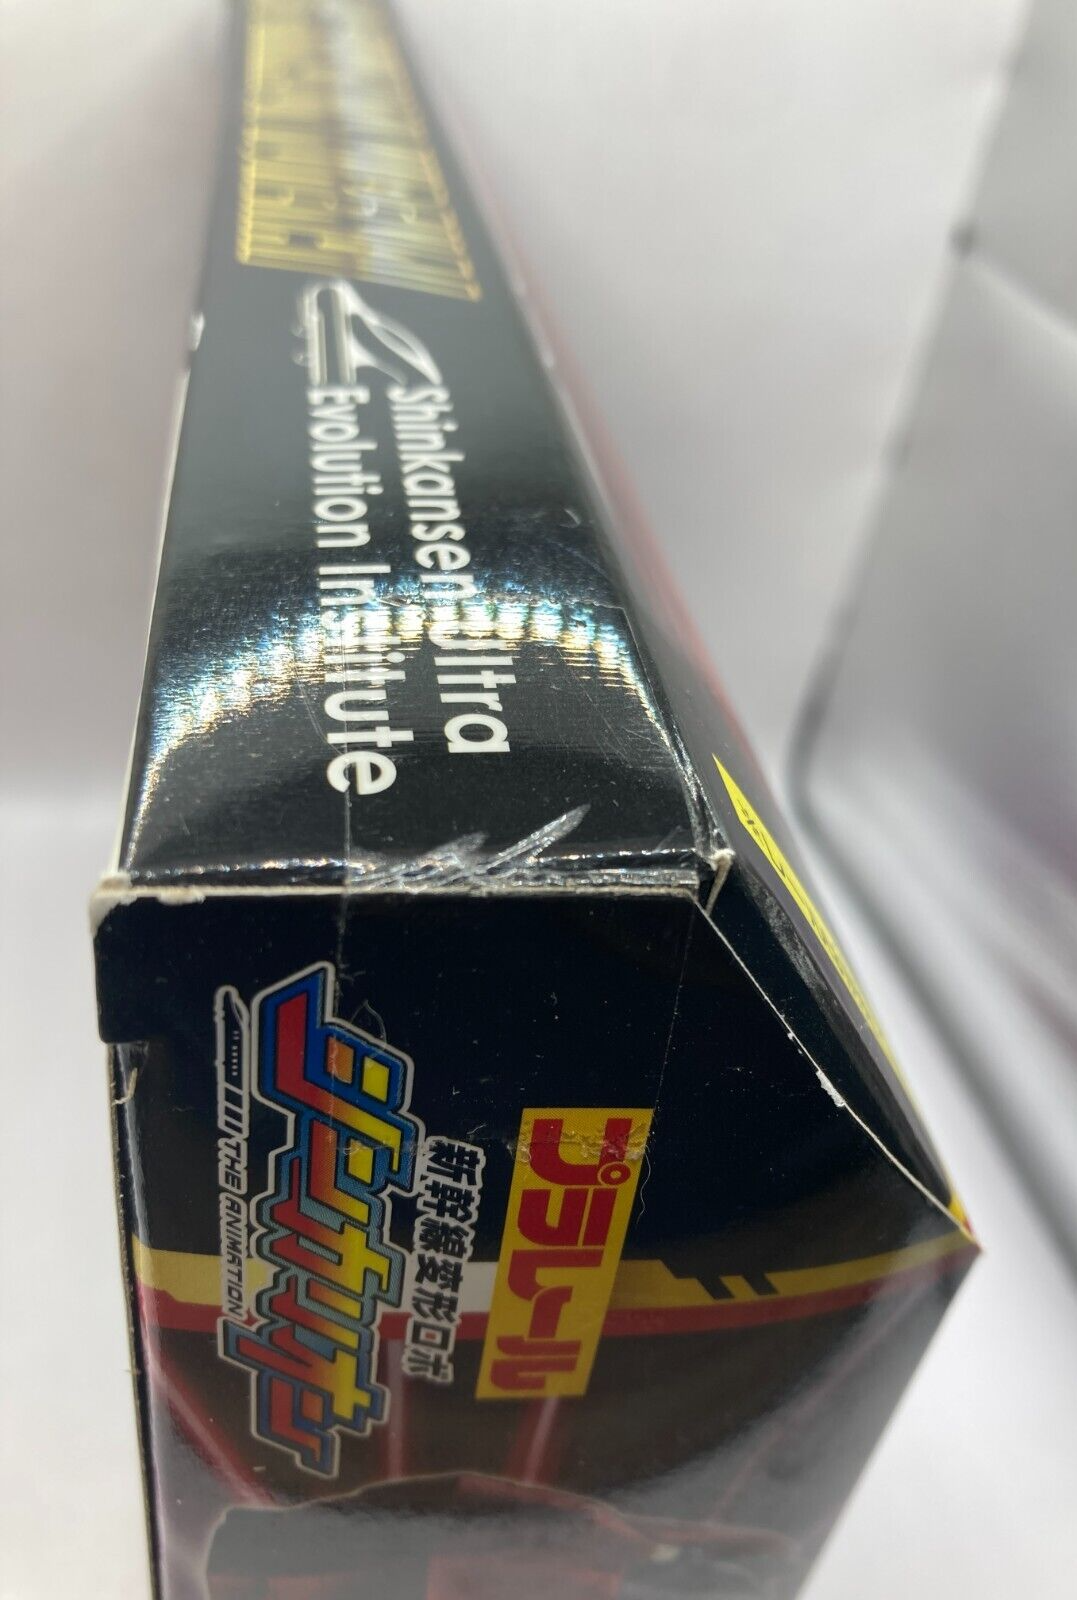 Shinkansen Ultra
Evolution Institute
プラレール
新幹線変形ロボ
シンカリオン
THE ANIMATION